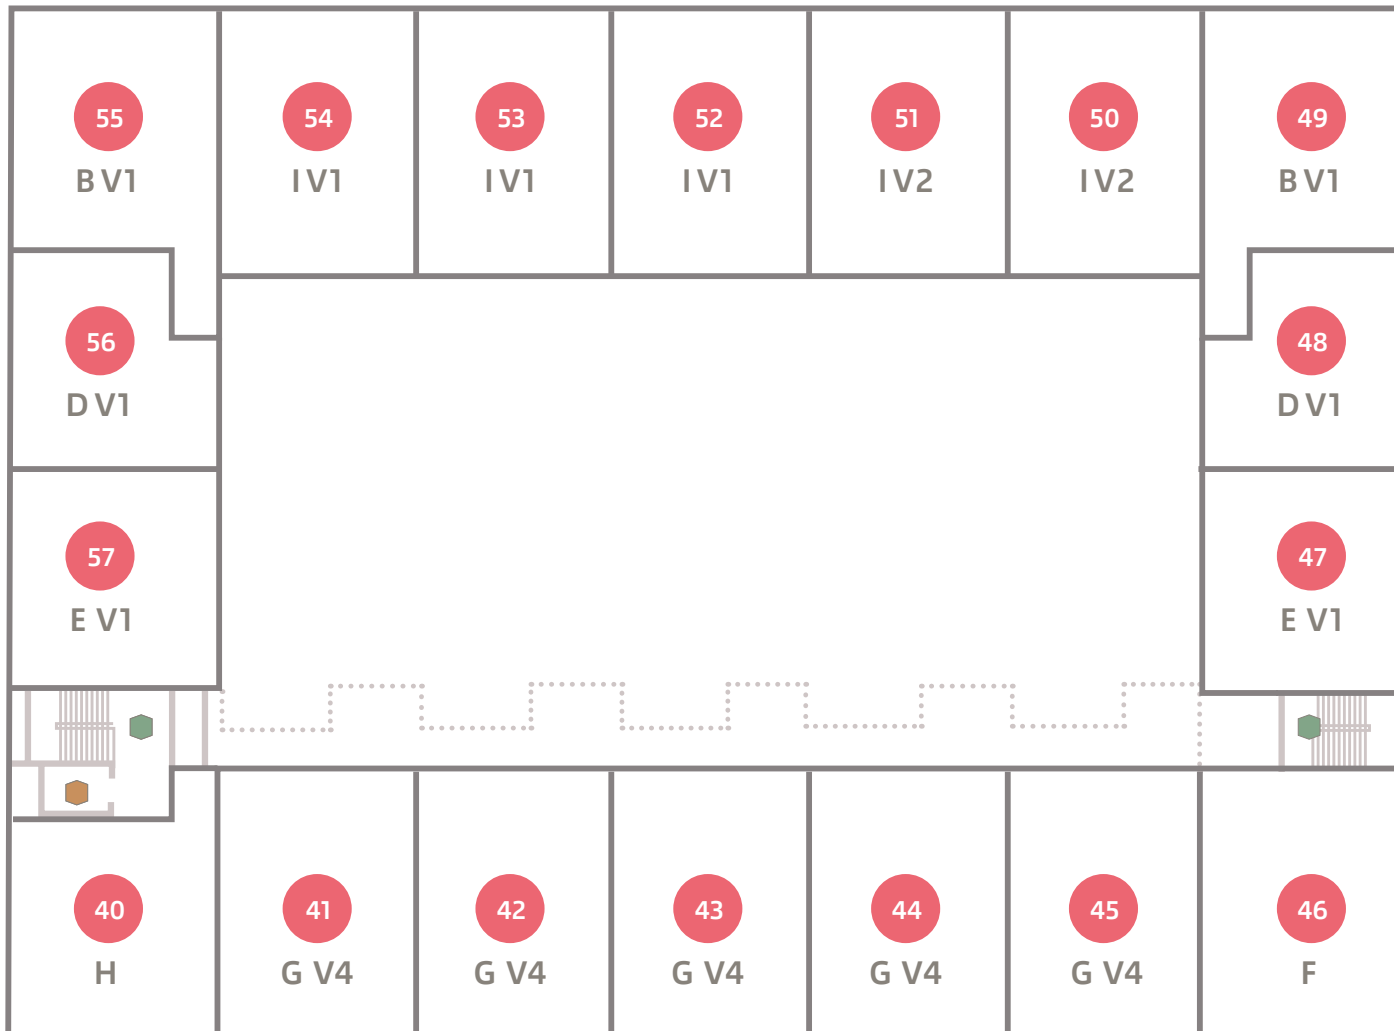 55 54 53 52 51 50 49
B V1 I V1 I V1 I V1 I V2 I V2 B V1
56 48
D V1 D V1
57 47
E V1 E V1
40 41 42 43 44 45 46
H G V4 G V4 G V4 G V4 G V4 F